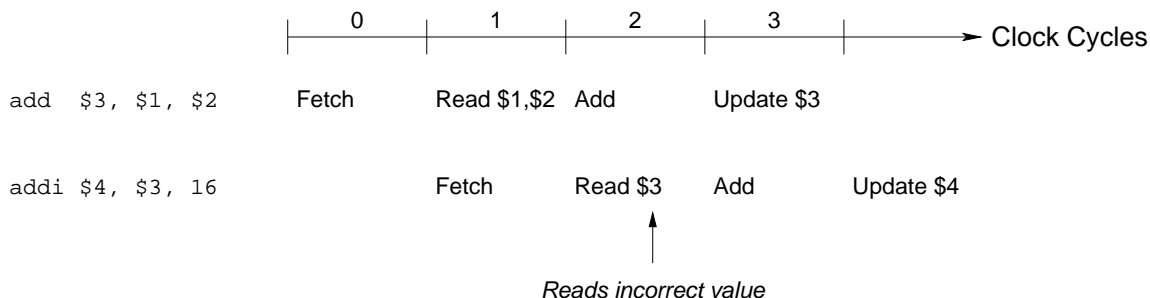 0 1 2 3
Clock Cycles
add $3, $1, $2 Fetch Read $1,$2 Add Update $3
addi $4, $3, 16 Fetch Read $3 Add Update $4
Reads incorrect value